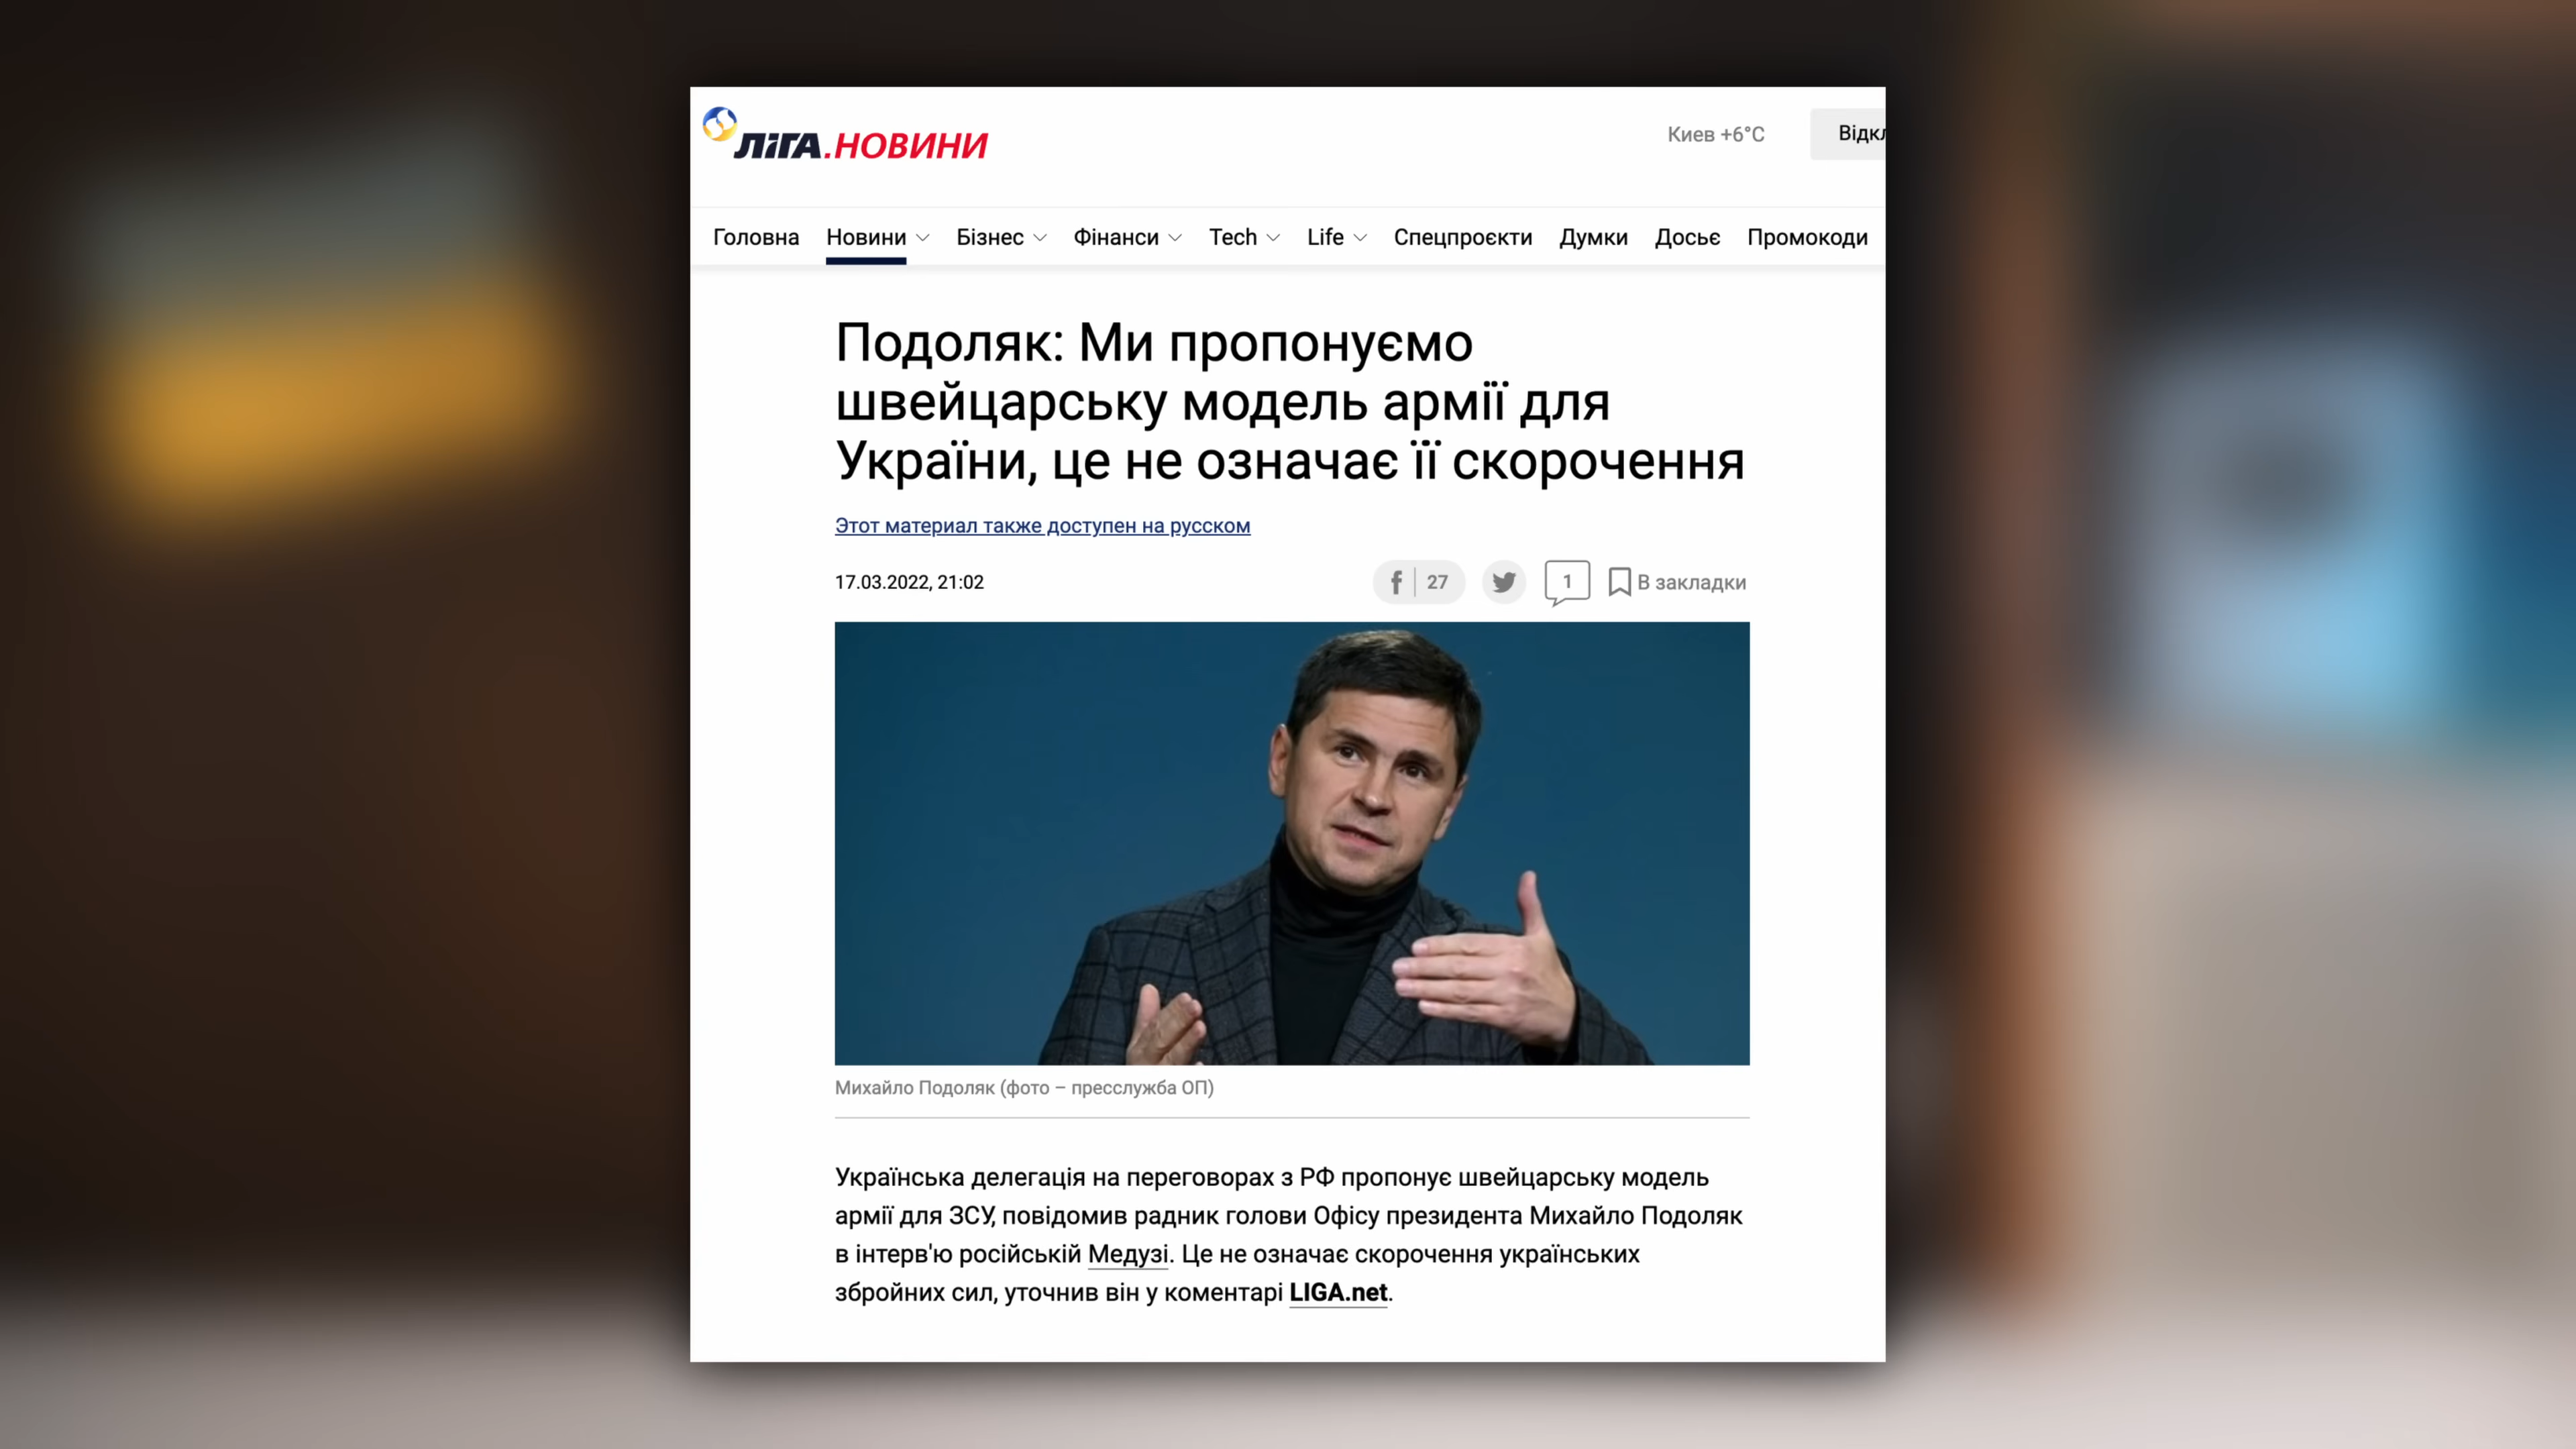 ЛІГА.НОВИНИ
Киев +6°C
Відкл
Головна Новини Бізнес Фінанси Tech Life Спецпроєкти Думки Досьє Промокоди
Подоляк: Ми пропонуємо
швейцарську модель армії для
України, це не означає її скорочення
Этот материал также доступен на русском
17.03.2022, 21:02
27
1
В закладки
Михайло Подоляк (фото – пресслужба ОП)
Українська делегація на переговорах з РФ пропонує швейцарську модель
армії для ЗСУ, повідомив радник голови Офісу президента Михайло Подоляк
в інтерв'ю російській Медузі. Це не означає скорочення українських
збройних сил, уточнив він у коментарі LIGA.net.